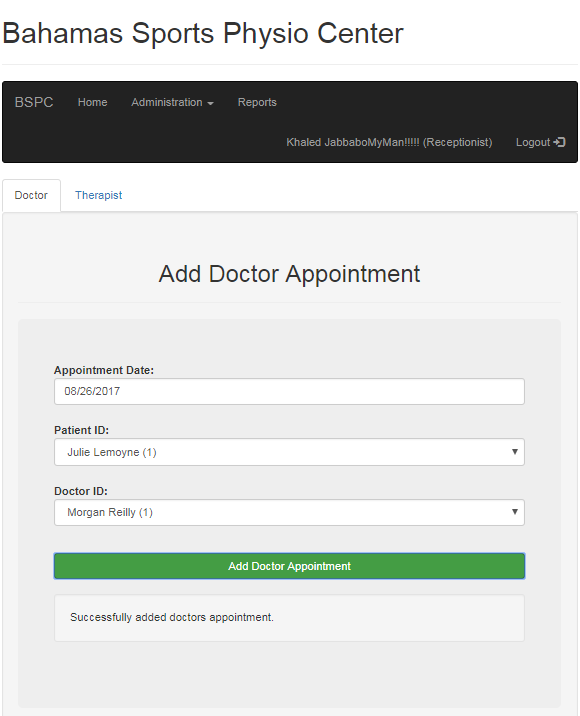 Bahamas Sports Physio Center
BSPC Home Administration Reports
Khaled JabbaboMyMan!!!!! (Receptionist) Logout
Doctor Therapist
Add Doctor Appointment
Appointment Date:
08/26/2017
Patient ID:
Julie Lemoyne (1)
Doctor ID:
Morgan Reilly (1)
Add Doctor Appointment
Successfully added doctors appointment.